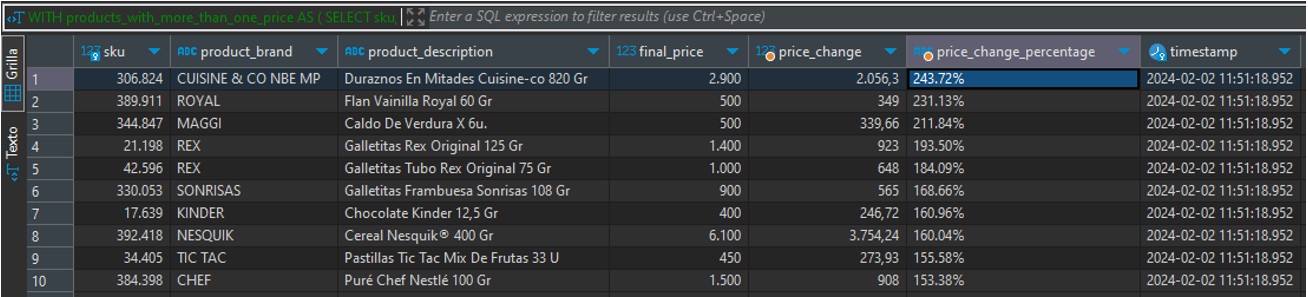 WITH products_with_more_than_one_price AS ( SELECT sku, Enter a SQL expression to filter results (use Ctrl+Space)
Grilla
Texto
123 sku ABC product_brand ABC product_description 123 final_price 123 price_change ABC price_change_percentage timestamp
1 306.824 CUISINE & CO NBE MP Duraznos En Mitades Cuisine-co 820 Gr 2.900 2.056,3 243.72% 2024-02-02 11:51:18.952
2 389.911 ROYAL Flan Vainilla Royal 60 Gr 500 349 231.13% 2024-02-02 11:51:18.952
3 344.847 MAGGI Caldo De Verdura X 6u. 500 339,66 211.84% 2024-02-02 11:51:18.952
4 21.198 REX Galletitas Rex Original 125 Gr 1.400 923 193.50% 2024-02-02 11:51:18.952
5 42.596 REX Galletitas Tubo Rex Original 75 Gr 1.000 648 184.09% 2024-02-02 11:51:18.952
6 330.053 SONRISAS Galletitas Frambuesa Sonrisas 108 Gr 900 565 168.66% 2024-02-02 11:51:18.952
7 17.639 KINDER Chocolate Kinder 12,5 Gr 400 246,72 160.96% 2024-02-02 11:51:18.952
8 392.418 NESQUIK Cereal Nesquik® 400 Gr 6.100 3.754,24 160.04% 2024-02-02 11:51:18.952
9 34.405 TIC TAC Pastillas Tic Tac Mix De Frutas 33 U 450 273,93 155.58% 2024-02-02 11:51:18.952
10 384.398 CHEF Puré Chef Nestlé 100 Gr 1.500 908 153.38% 2024-02-02 11:51:18.952